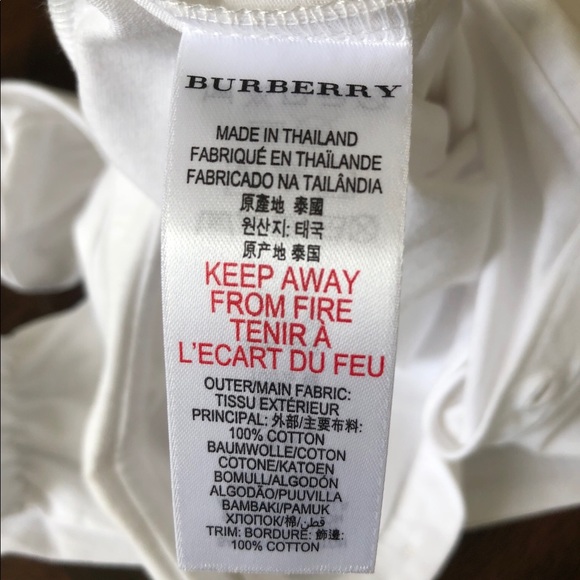 BURBERRY
MADE IN THAILAND
FABRIQUÉ EN THAÏLANDE
FABRICADO NA TAILÂNDIA
原產地 泰國
원산지: 태국
原产地 泰国
KEEP AWAY
FROM FIRE
TENIR À
L'ECART DU FEU
OUTER/MAIN FABRIC:
TISSU EXTÉRIEUR
PRINCIPAL: 外部/主要布料:
100% COTTON
BAUMWOLLE/COTON
COTONE/KATOEN
BOMULL/ALGODÓN
ALGODÃO/PUUVILLA
BAMBAKI/PAMUK
ХЛОПОК/棉/قطن
TRIM: BORDURE: 飾邊:
100% COTTON